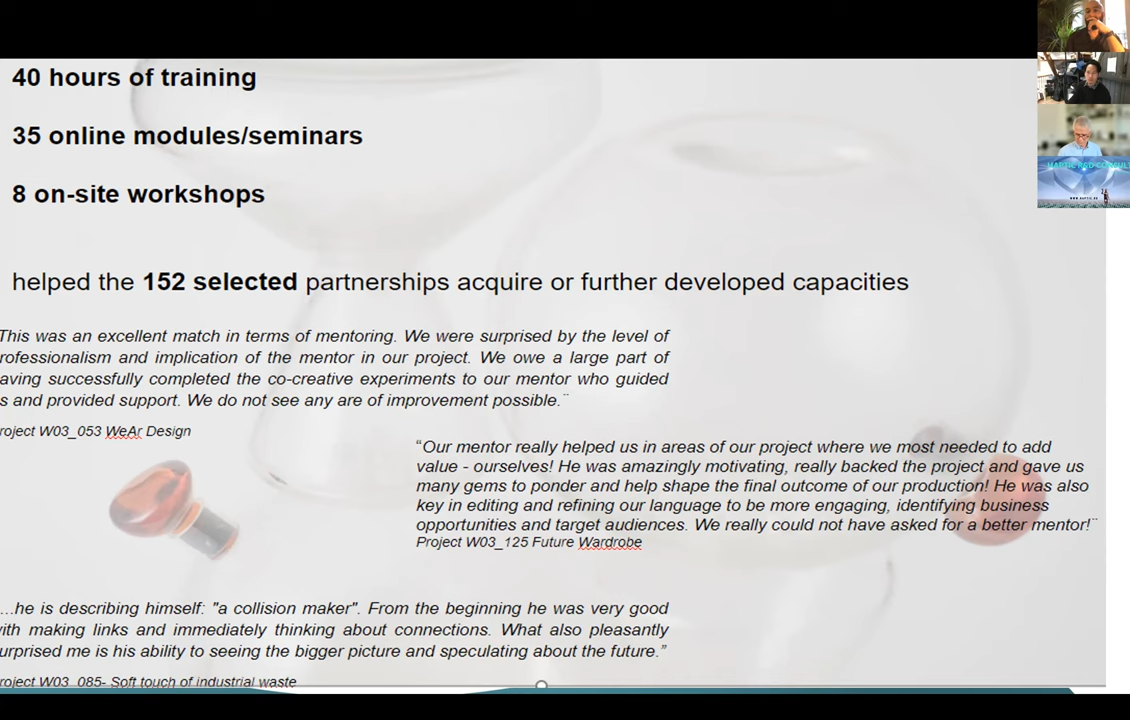 40 hours of training
35 online modules/seminars
8 on-site workshops
helped the 152 selected partnerships acquire or further developed capacities
This was an excellent match in terms of mentoring. We were surprised by the level of
rofessionalism and implication of the mentor in our project. We owe a large part of
aving successfully completed the co-creative experiments to our mentor who guided
s and provided support. We do not see any are of improvement possible.¨
roject W03_053 WeAr Design
“Our mentor really helped us in areas of our project where we most needed to add
value - ourselves! He was amazingly motivating, really backed the project and gave us
many gems to ponder and help shape the final outcome of our production! He was also
key in editing and refining our language to be more engaging, identifying business
opportunities and target audiences. We really could not have asked for a better mentor!¨
Project W03_125 Future Wardrobe
...he is describing himself: "a collision maker". From the beginning he was very good
ith making links and immediately thinking about connections. What also pleasantly
urprised me is his ability to seeing the bigger picture and speculating about the future.”
roject W03_085- Soft touch of industrial waste